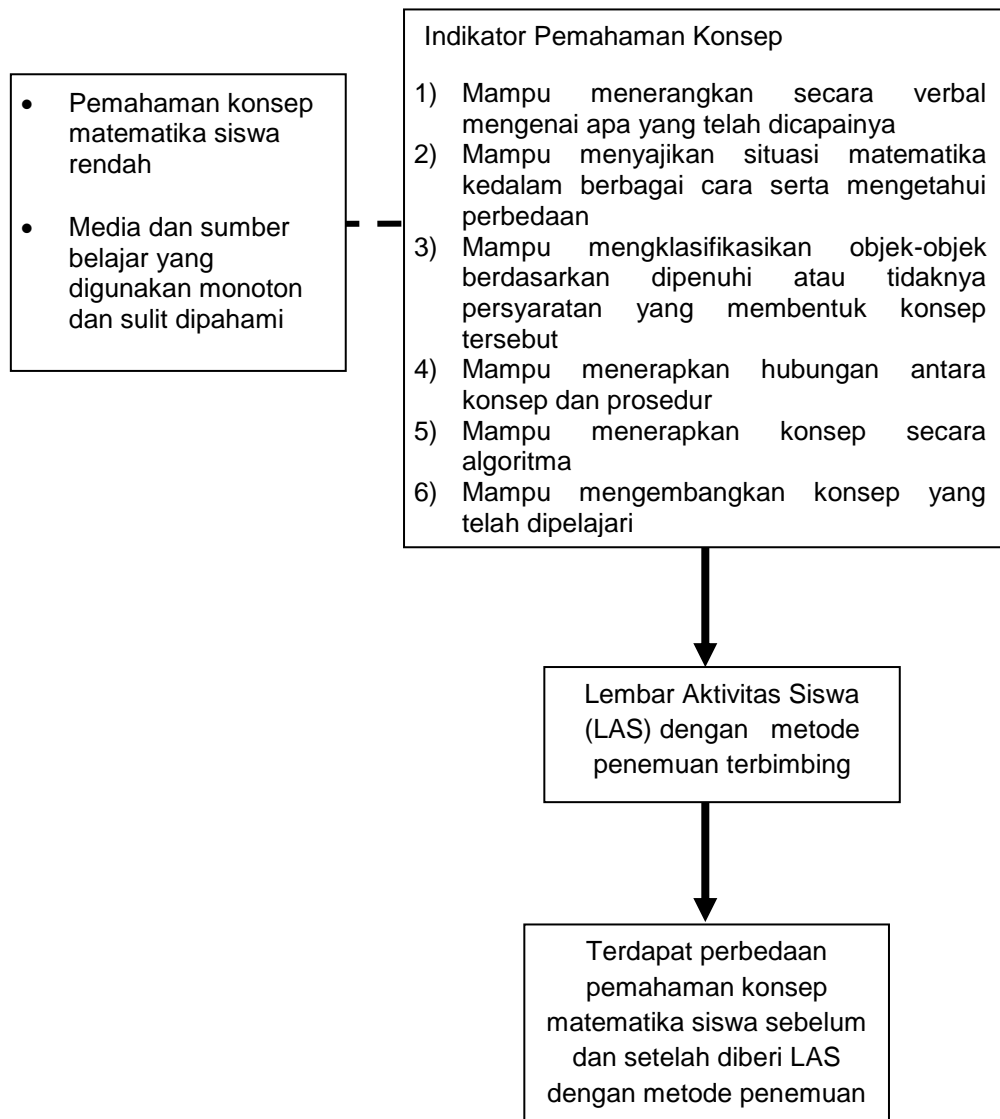 Indikator Pemahaman Konsep
• Pemahaman konsep
matematika siswa
rendah
• Media dan sumber
belajar yang
digunakan monoton
dan sulit dipahami
1) Mampu menerangkan secara verbal
mengenai apa yang telah dicapainya
2) Mampu menyajikan situasi matematika
kedalam berbagai cara serta mengetahui
perbedaan
3) Mampu mengklasifikasikan objek-objek
berdasarkan dipenuhi atau tidaknya
persyaratan yang membentuk konsep
tersebut
4) Mampu menerapkan hubungan antara
konsep dan prosedur
5) Mampu menerapkan konsep secara
algoritma
6) Mampu mengembangkan konsep yang
telah dipelajari
Lembar Aktivitas Siswa
(LAS) dengan metode
penemuan terbimbing
Terdapat perbedaan
pemahaman konsep
matematika siswa sebelum
dan setelah diberi LAS
dengan metode penemuan